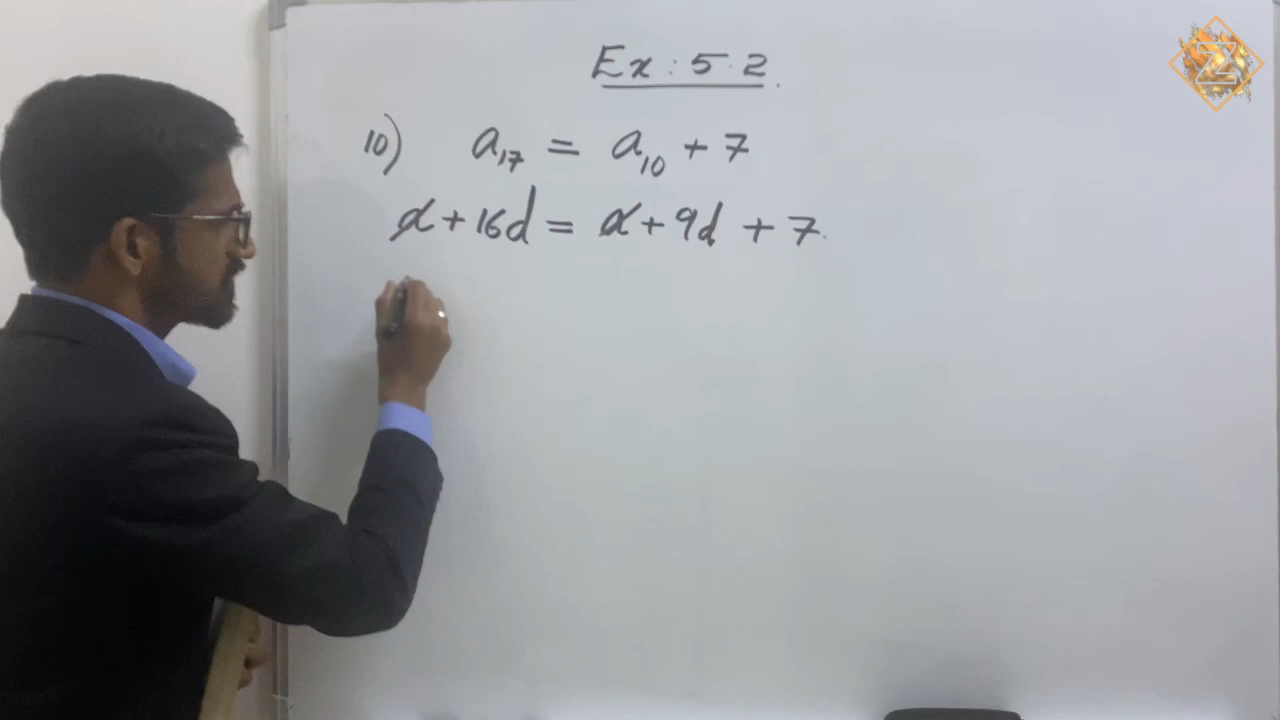 Ex : 5.2
10) a₁₇ = a₁₀ + 7
a + 16d = a + 9d + 7.
Z